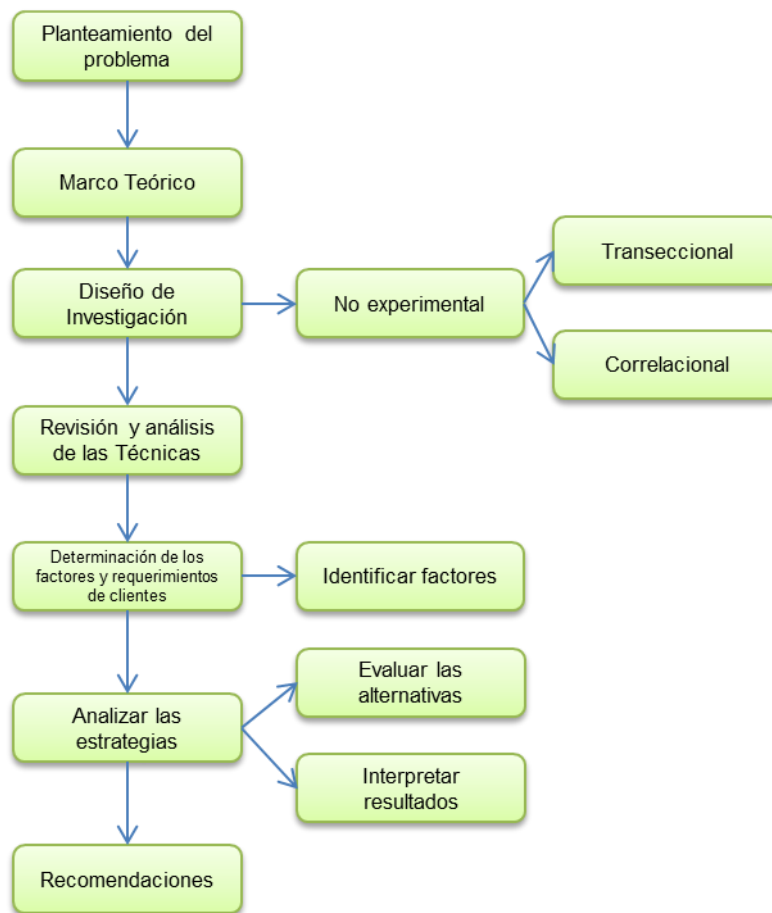 Planteamiento del
problema
Marco Teórico
Diseño de
Investigación
No experimental
Transeccional
Correlacional
Revisión y análisis
de las Técnicas
Determinación de los
factores y requerimientos
de clientes
Identificar factores
Analizar las
estrategias
Evaluar las
alternativas
Interpretar
resultados
Recomendaciones